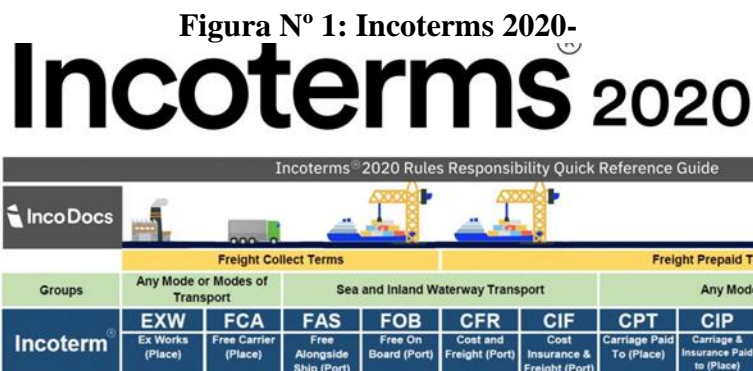 Figura Nº 1: Incoterms 2020-
Incoterms® 2020
Incoterms® 2020 Rules Responsibility Quick Reference Guide
IncoDocs
Freight Collect Terms
Freight Prepaid T
Groups
Any Mode or Modes of
Transport
Sea and Inland Waterway Transport
Any Mod
Incoterm®
EXW
Ex Works
(Place)
FCA
Free Carrier
(Place)
FAS
Free
Alongside
Ship (Port)
FOB
Free On
Board (Port)
CFR
Cost and
Freight (Port)
CIF
Cost
Insurance &
Freight (Port)
CPT
Carriage Paid
To (Place)
CIP
Carriage &
Insurance Paid
to (Place)